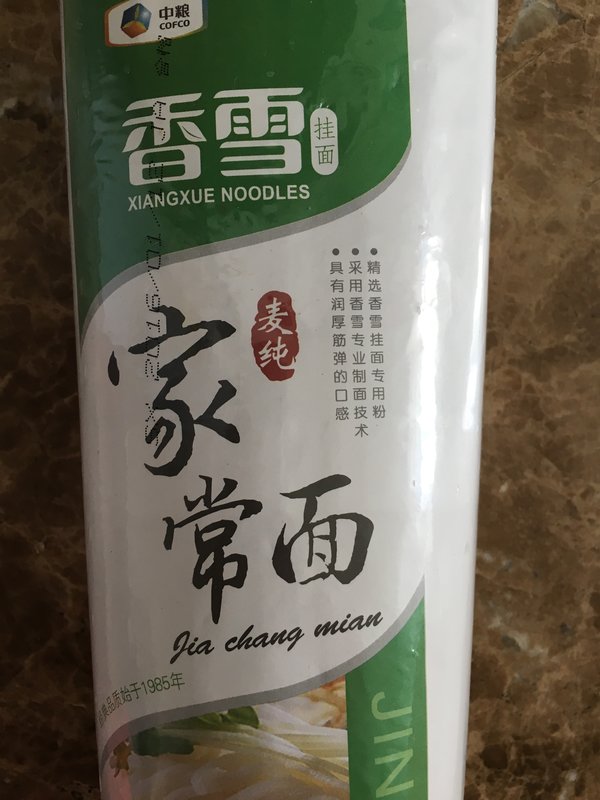 中粮
COFCO
香雪
挂面
XIANGXUE NOODLES
精选香雪挂面专用粉
采用香雪专业制面技术
具有润厚筋弹的口感
麦纯
家
常面
Jia chang mian
品质始于1985年
JIN